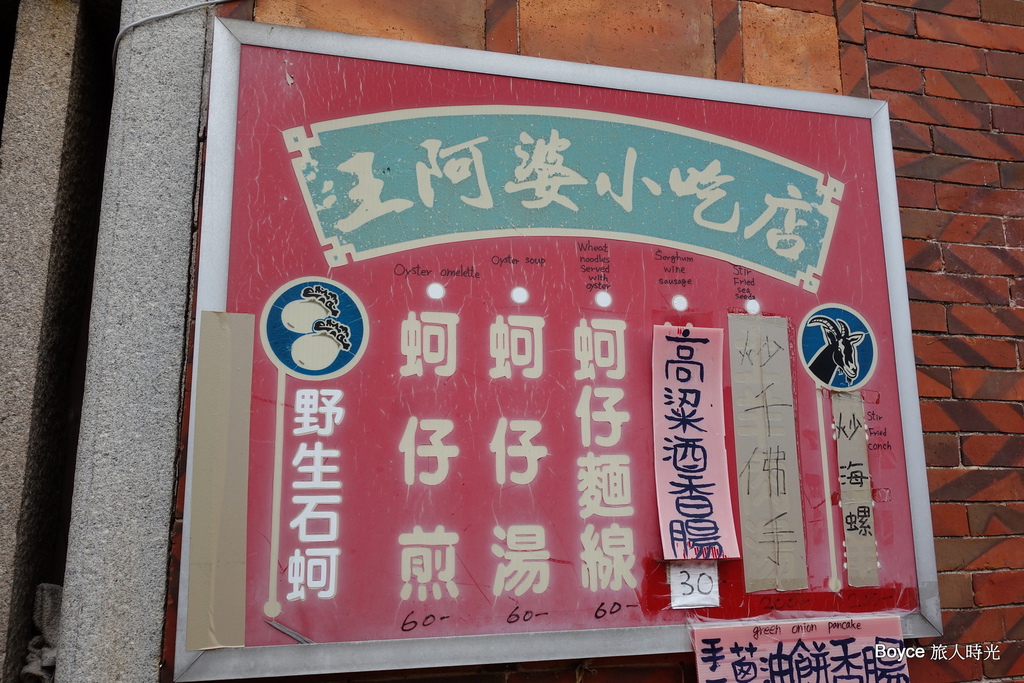 王阿婆小吃店
Oyster omelette
Oyster soup
Wheat
noodles
Served
with
oyster
Sorghum
wine
sausage
Stir
Fried
sea
seeds
野生石蚵
蚵仔煎
60-
蚵仔湯
60-
蚵仔麵線
60-
高粱酒香腸
30
炒千佛手
炒海螺
Stir
Fried
conch
green onion pancake
Boyce 旅人時光